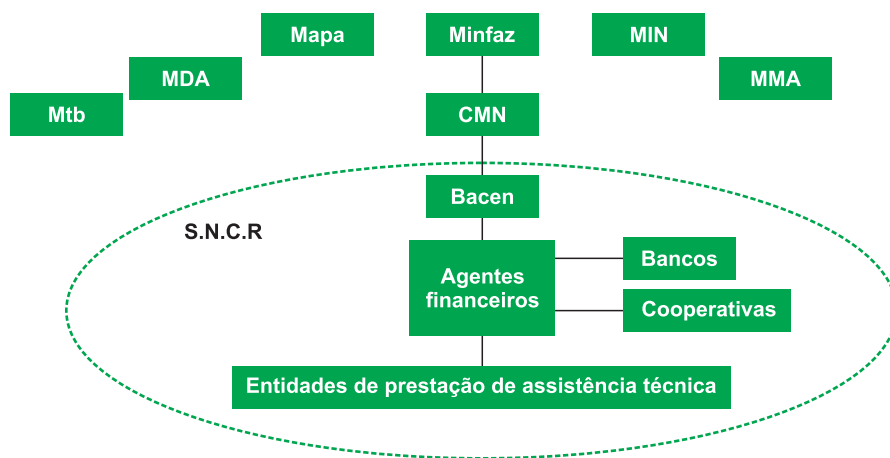 Mapa
Minfaz
MIN
MDA
MMA
Mtb
CMN
Bacen
S.N.C.R
Agentes
financeiros
Bancos
Cooperativas
Entidades de prestação de assistência técnica